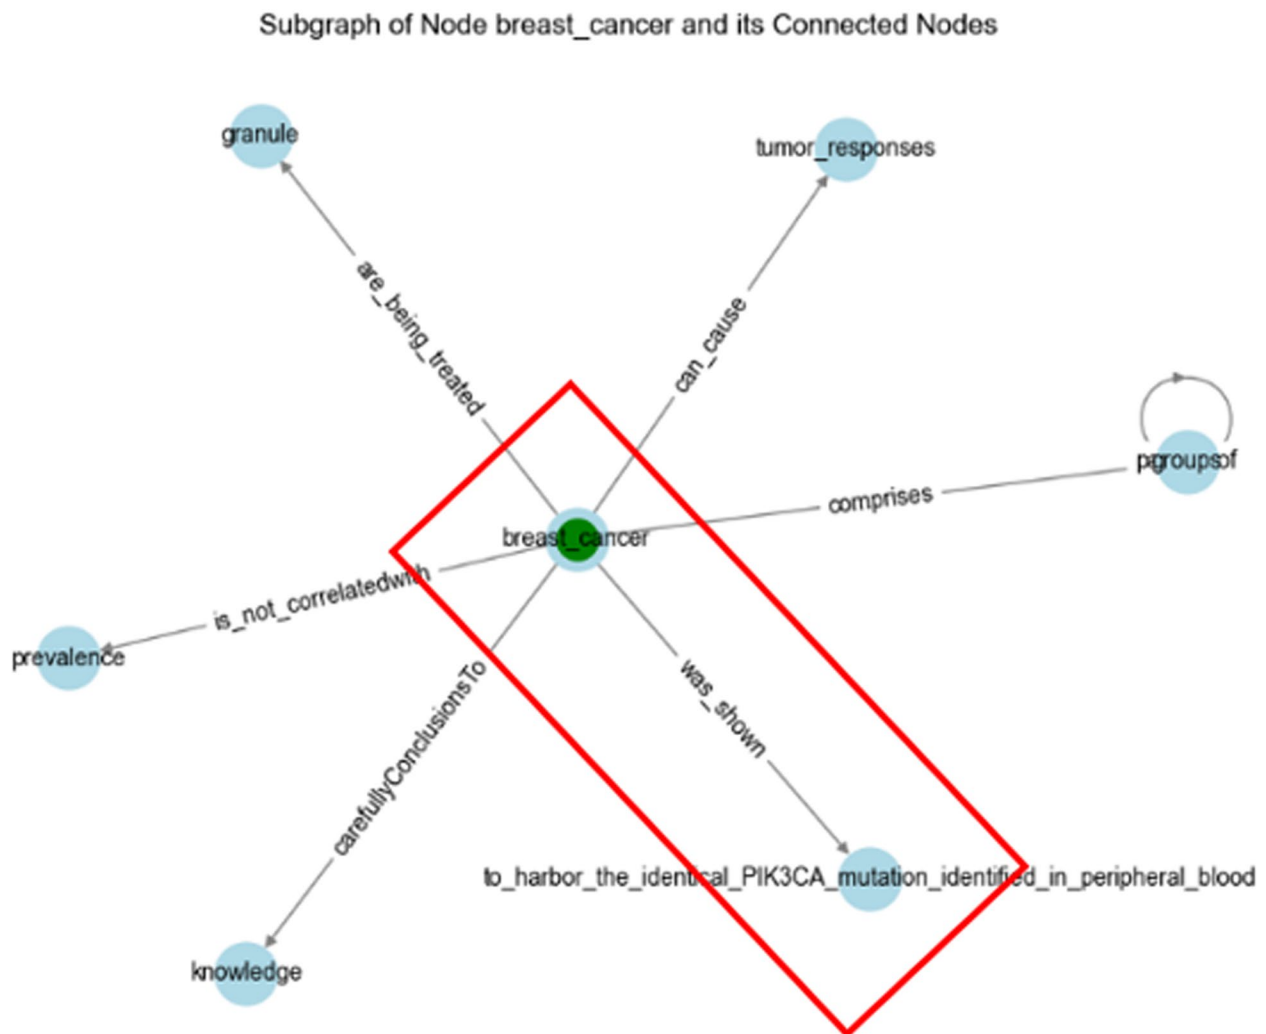 Subgraph of Node breast_cancer and its Connected Nodes
granule
tumor_responses
are_being_treated
can_cause
comprises
breast_cancer
is_not_correlatedwith
prevalence
was_shown
carefullyConclusionsTo
to_harbor_the_identical_PIK3CA_mutation_identified_in_peripheral_blood
knowledge